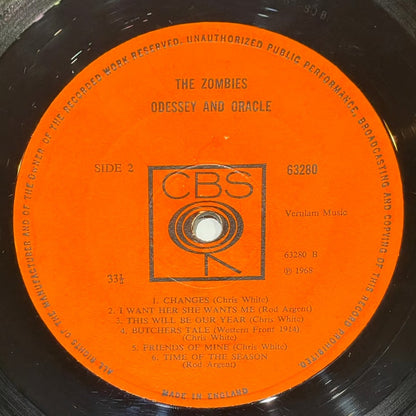 ALL RIGHTS OF THE MANUFACTURER AND OF THE OWNER OF THE RECORDED WORK RESERVED. UNAUTHORIZED PUBLIC PERFORMANCE, BROADCASTING AND COPYING OF THIS RECORD PROHIBITED
THE ZOMBIES
ODESSEY AND ORACLE
SIDE 2
63280
CBS
Verulam Music
63280 B
℗ 1968
33⅓
1. CHANGES (Chris White)
2. I WANT HER SHE WANTS ME (Rod Argent)
3. THIS WILL BE OUR YEAR (Chris White)
4. BUTCHERS TALE (Western Front 1914)
(Chris White)
5. FRIENDS OF MINE (Chris White)
6. TIME OF THE SEASON
(Rod Argent)
MADE IN ENGLAND